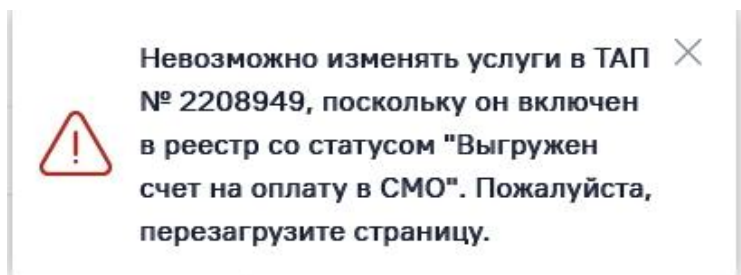 Невозможно изменять услуги в ТАП
№ 2208949, поскольку он включен
в реестр со статусом "Выгружен
счет на оплату в СМО". Пожалуйста,
перезагрузите страницу.